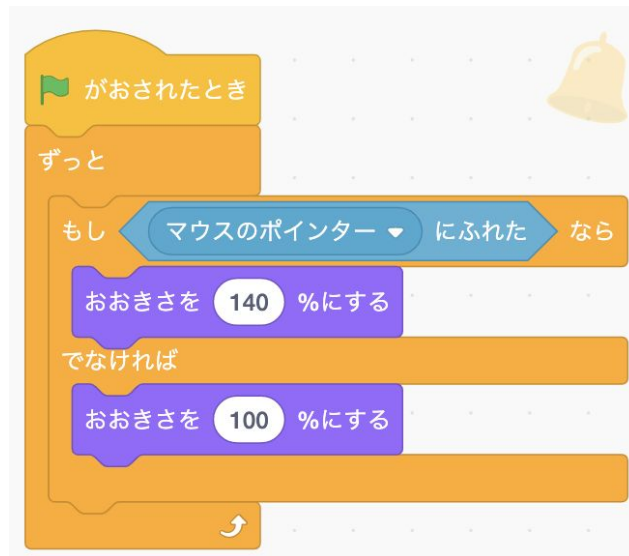 がおされたとき
ずっと
もし マウスのポインター にふれた なら
おおきさを 140 %にする
でなければ
おおきさを 100 %にする